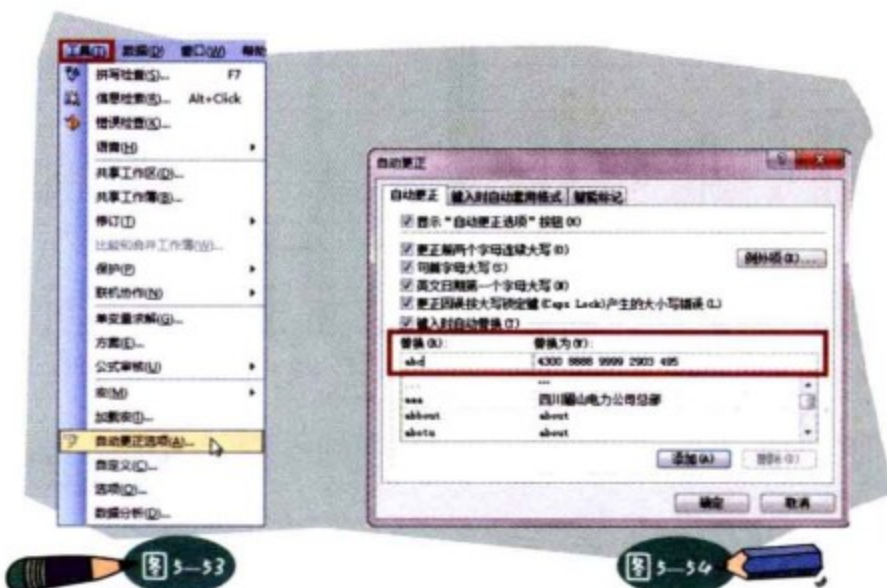 工具(T) 数据(D) 窗口(W) 帮助
拼写检查(S)... F7
信息检索(R)... Alt+Click
错误检查(K)...
语言(H)
共享工作区(D)...
共享工作簿(B)...
修订(T)
比较和合并工作簿(W)...
保护(P)
联机协作(N)
单变量求解(G)...
方案(E)...
公式审核(U)
宏(M)
加载宏(I)...
自动更正选项(A)...
自定义(C)...
选项(O)...
数据分析(D)...
图5—53
自动更正
自动更正 键入时自动套用格式 智能标记
显示“自动更正选项”按钮(H)
更正前两个字母连续大写(O)
句首字母大写(S)
英文日期第一个字母大写(N)
更正因误按大写锁定键(Caps Lock)产生的大小写错误(L)
例外项(E)...
键入时自动替换(T)
替换(R): 替换为(W):
abc 4300 8888 9999 2903 495
... …
aaa 四川 电力公司总部
abbout about
abotu about
添加(A) 删除(D)
确定 取消
图5—54